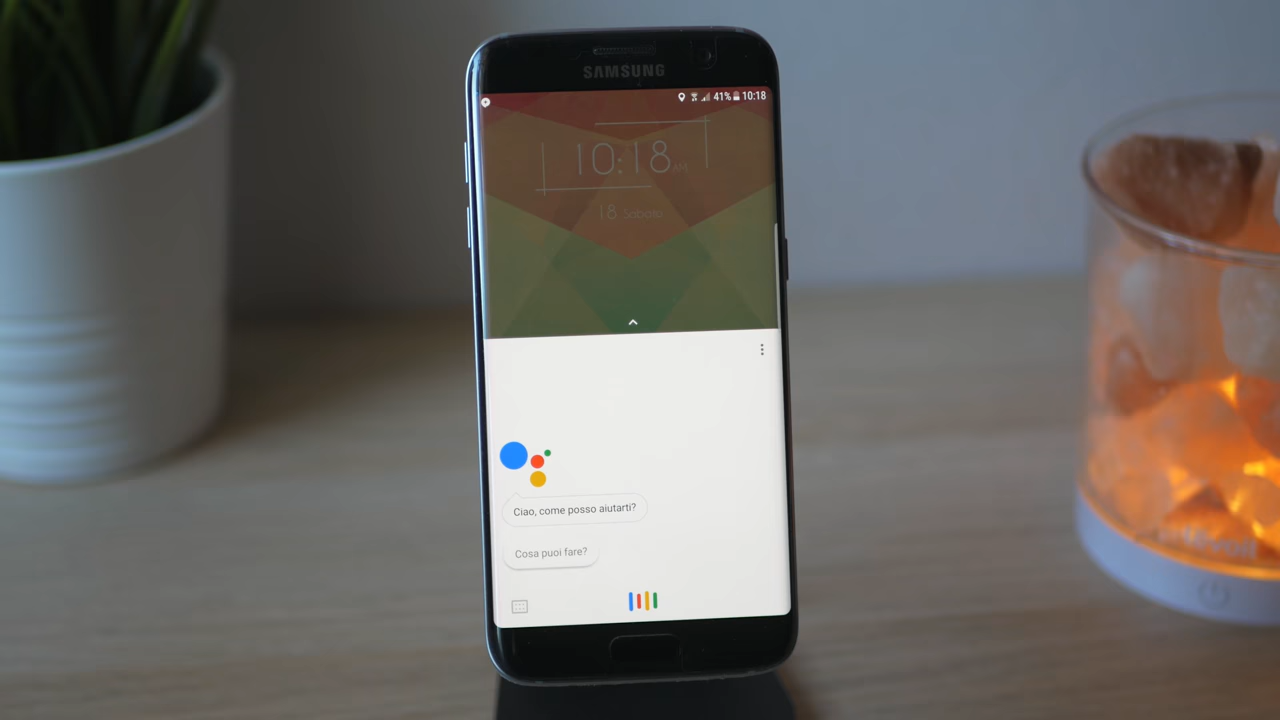 SAMSUNG
41% 10:18
10:18 AM
18 Sabato
Ciao, come posso aiutarti?
Cosa puoi fare?